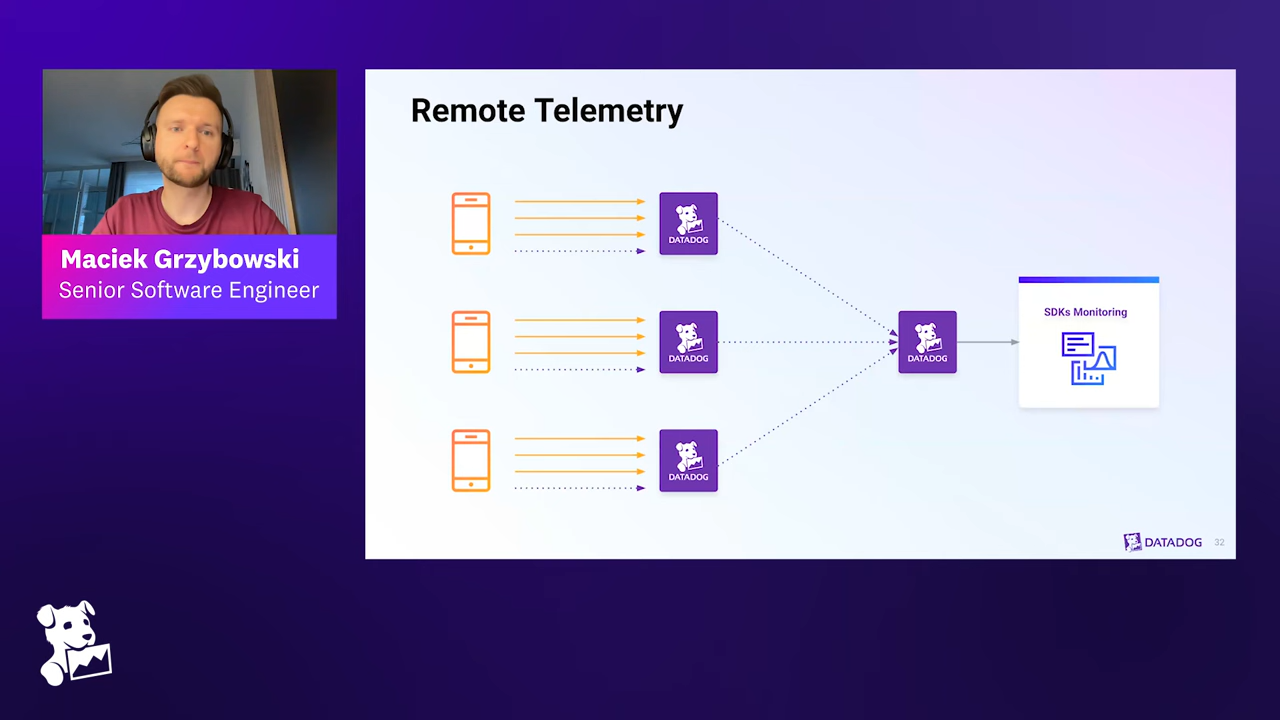 Maciek Grzybowski
Senior Software Engineer
Remote Telemetry
DATADOG
DATADOG
DATADOG
DATADOG
SDKs Monitoring
DATADOG 32